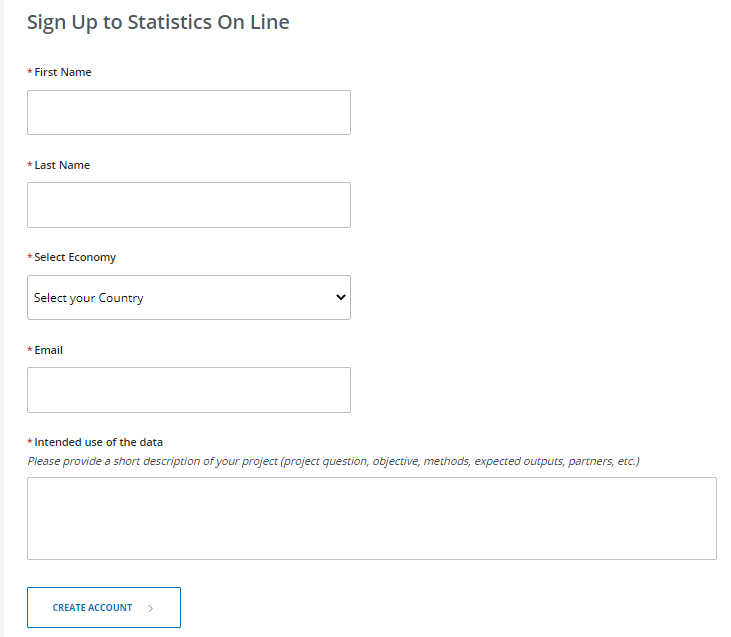 Sign Up to Statistics On Line
*First Name
*Last Name
*Select Economy
Select your Country
*Email
*Intended use of the data
Please provide a short description of your project (project question, objective, methods, expected outputs, partners, etc.)
CREATE ACCOUNT